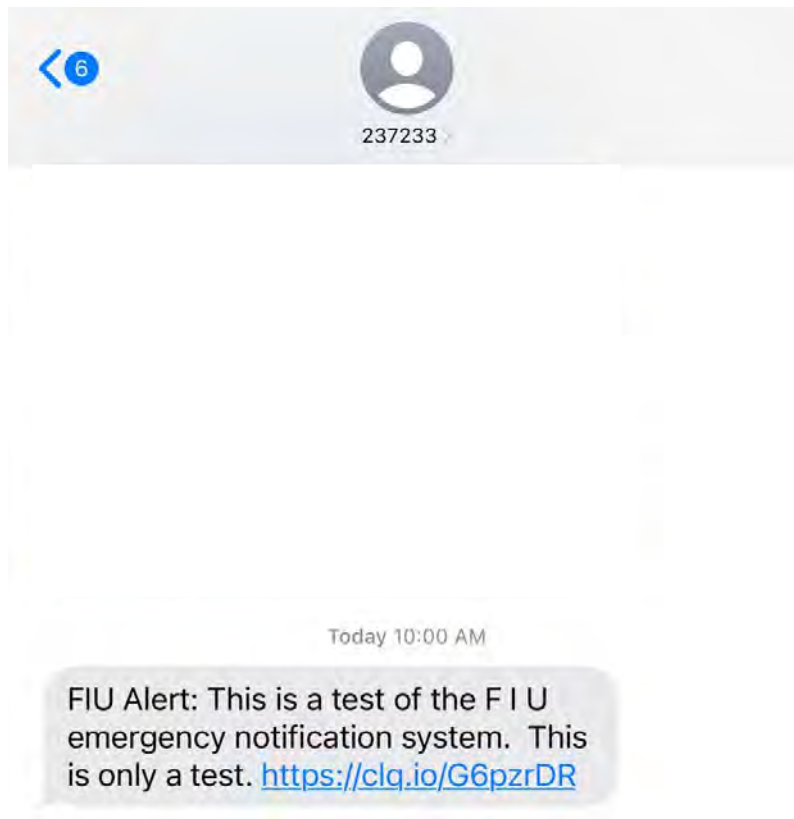 6
237233
Today 10:00 AM
FIU Alert: This is a test of the F I U
emergency notification system.  This
is only a test. https://clq.io/G6pzrDR